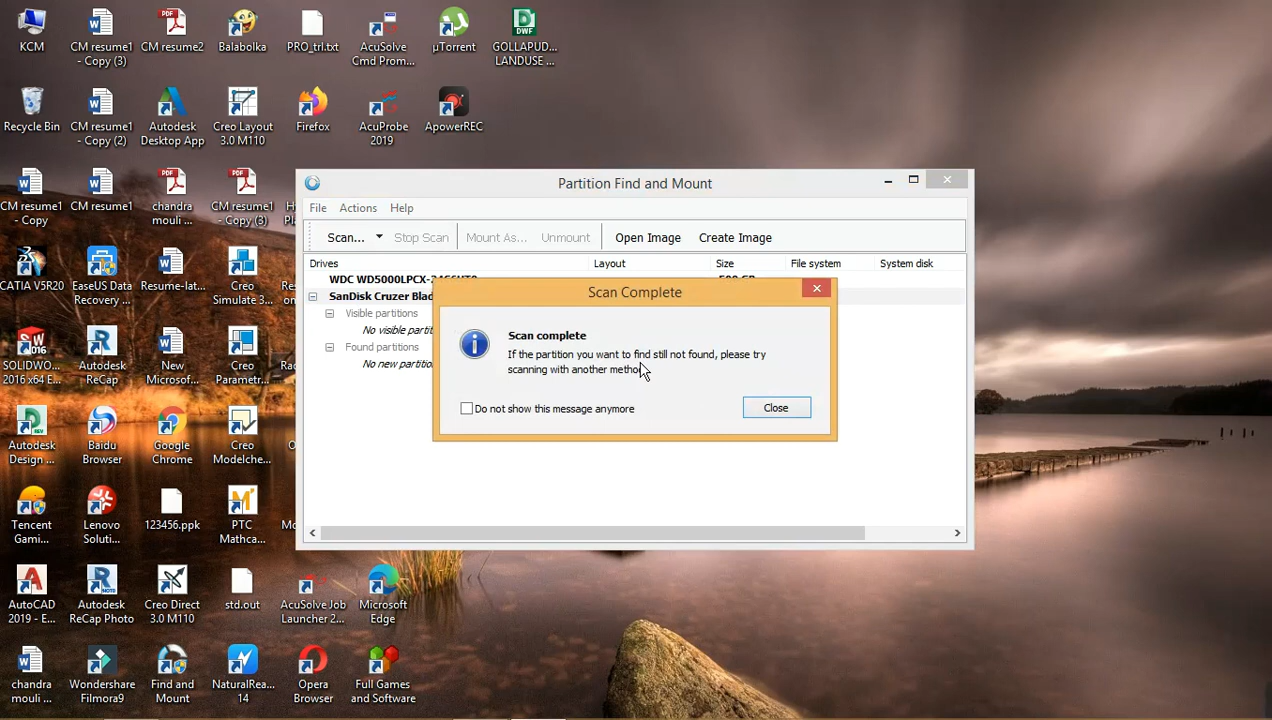 KCM
CM resume1
- Copy (3)
CM resume2
Balabolka
PRO_trl.txt
AcuSolve
Cmd Prom...
µTorrent
GOLLAPUD...
LANDUSE ...
DWF
Recycle Bin
CM resume1
- Copy (2)
Autodesk
Desktop App
Creo Layout
3.0 M110
Firefox
AcuProbe
2019
ApowerREC
CM resume1
- Copy
CM resume1
chandra
mouli ...
CM resume1
- Copy (3)
CATIA V5R20
EaseUS Data
Recovery ...
Resume-lat...
Creo
Simulate 3...
SOLIDWO...
2016 x64 E...
Autodesk
ReCap
New
Microsof...
Creo
Parametr...
Autodesk
Design ...
Baidu
Browser
Google
Chrome
Creo
Modelche...
Tencent
Gami...
Lenovo
Soluti...
123456.ppk
PTC
Mathca...
AutoCAD
2019 - E...
Autodesk
ReCap Photo
Creo Direct
3.0 M110
std.out
AcuSolve Job
Launcher 2...
Microsoft
Edge
chandra
mouli ...
Wondershare
Filmora9
Find and
Mount
NaturalRea...
14
Opera
Browser
Full Games
and Software
Partition Find and Mount
File Actions Help
Scan... Stop Scan Mount As... Unmount Open Image Create Image
Drives Layout Size File system System disk
WDC WD5000LPCX-
SanDisk Cruzer Blad
Visible partitions
No visible partit
Found partitions
No new partitio
Scan Complete
Scan complete
If the partition you want to find still not found, please try
scanning with another metho
Do not show this message anymore
Close